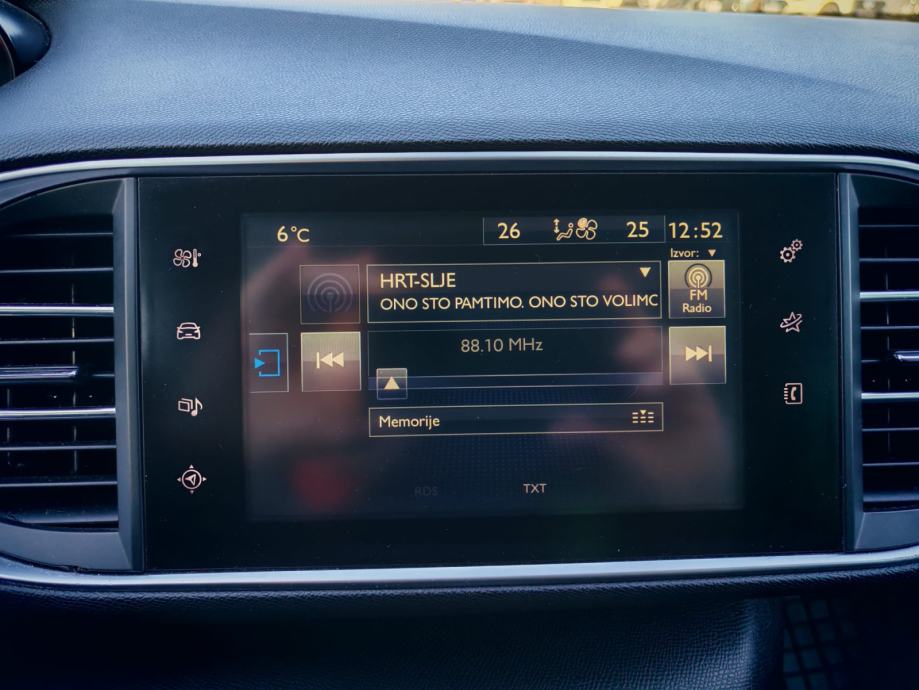 6°C 26 25 12:52
Izvor:
HRT-SLJE
ONO STO PAMTIMO. ONO STO VOLIMC
FM
Radio
88.10 MHz
Memorije
RDS TXT